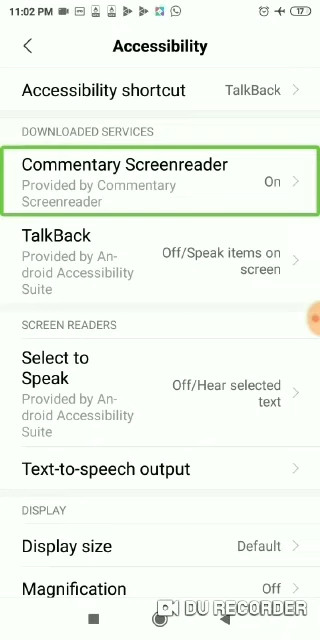 11:02 PM
17
Accessibility
Accessibility shortcut
TalkBack
DOWNLOADED SERVICES
Commentary Screenreader
Provided by Commentary
Screenreader
On
TalkBack
Provided by An-
droid Accessibility
Suite
Off/Speak items on
screen
SCREEN READERS
Select to
Speak
Provided by An-
droid Accessibility
Suite
Off/Hear selected
text
Text-to-speech output
DISPLAY
Display size
Default
Magnification
Off
DU RECORDER